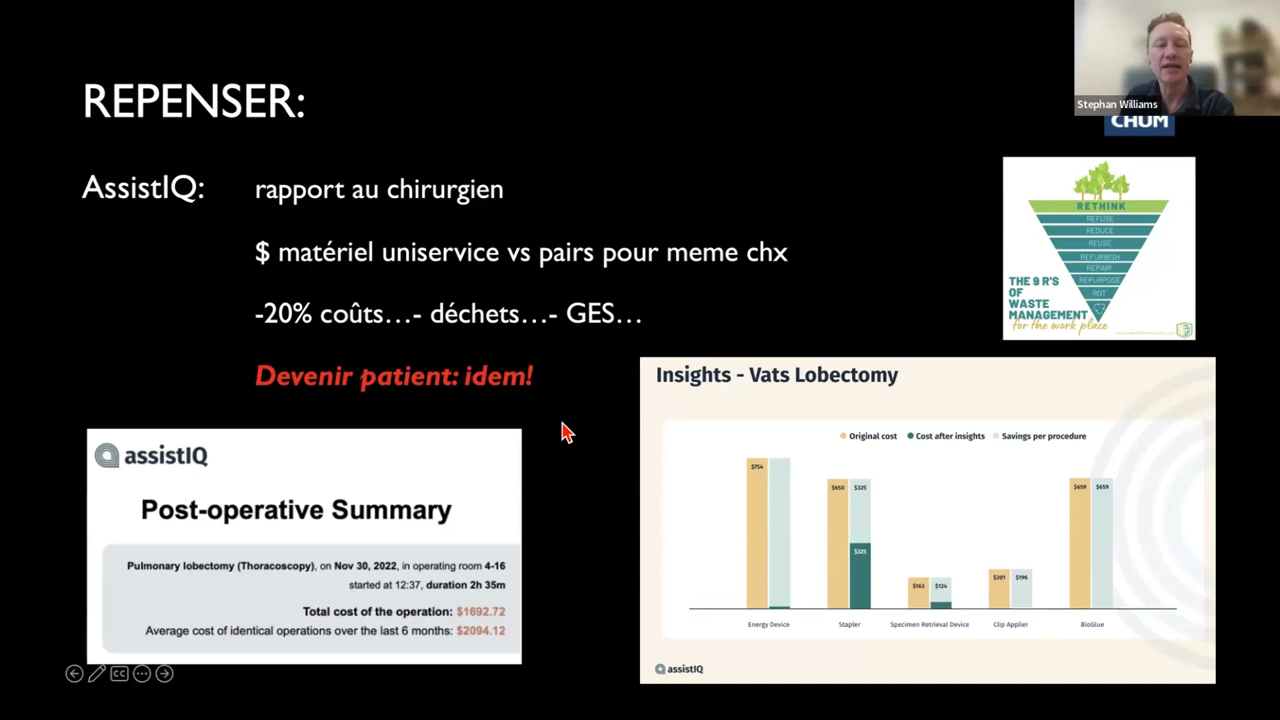 REPENSER:
Stephan Williams
CHUM
AssistIQ: rapport au chirurgien
$ matériel uniservice vs pairs pour meme chx
-20% coûts…- déchets…- GES…
Devenir patient: idem!
RETHINK
REFUSE
REDUCE
REUSE
REFURBISH
REPAIR
REPURPOSE
ROT
THE 9 R'S
OF
WASTE
MANAGEMENT
for the work place
assistIQ
Post-operative Summary
Pulmonary lobectomy (Thoracoscopy), on Nov 30, 2022, in operating room 4-16
started at 12:37, duration 2h 35m
Total cost of the operation: $1692.72
Average cost of identical operations over the last 6 months: $2094.12
Insights - Vats Lobectomy
Original cost Cost after insights Savings per procedure
$754
$650 $325
$325
$163 $124
$201 $196
$659 $659
Energy Device Stapler Specimen Retrieval Device Clip Applier BioGlue
assistIQ
CC